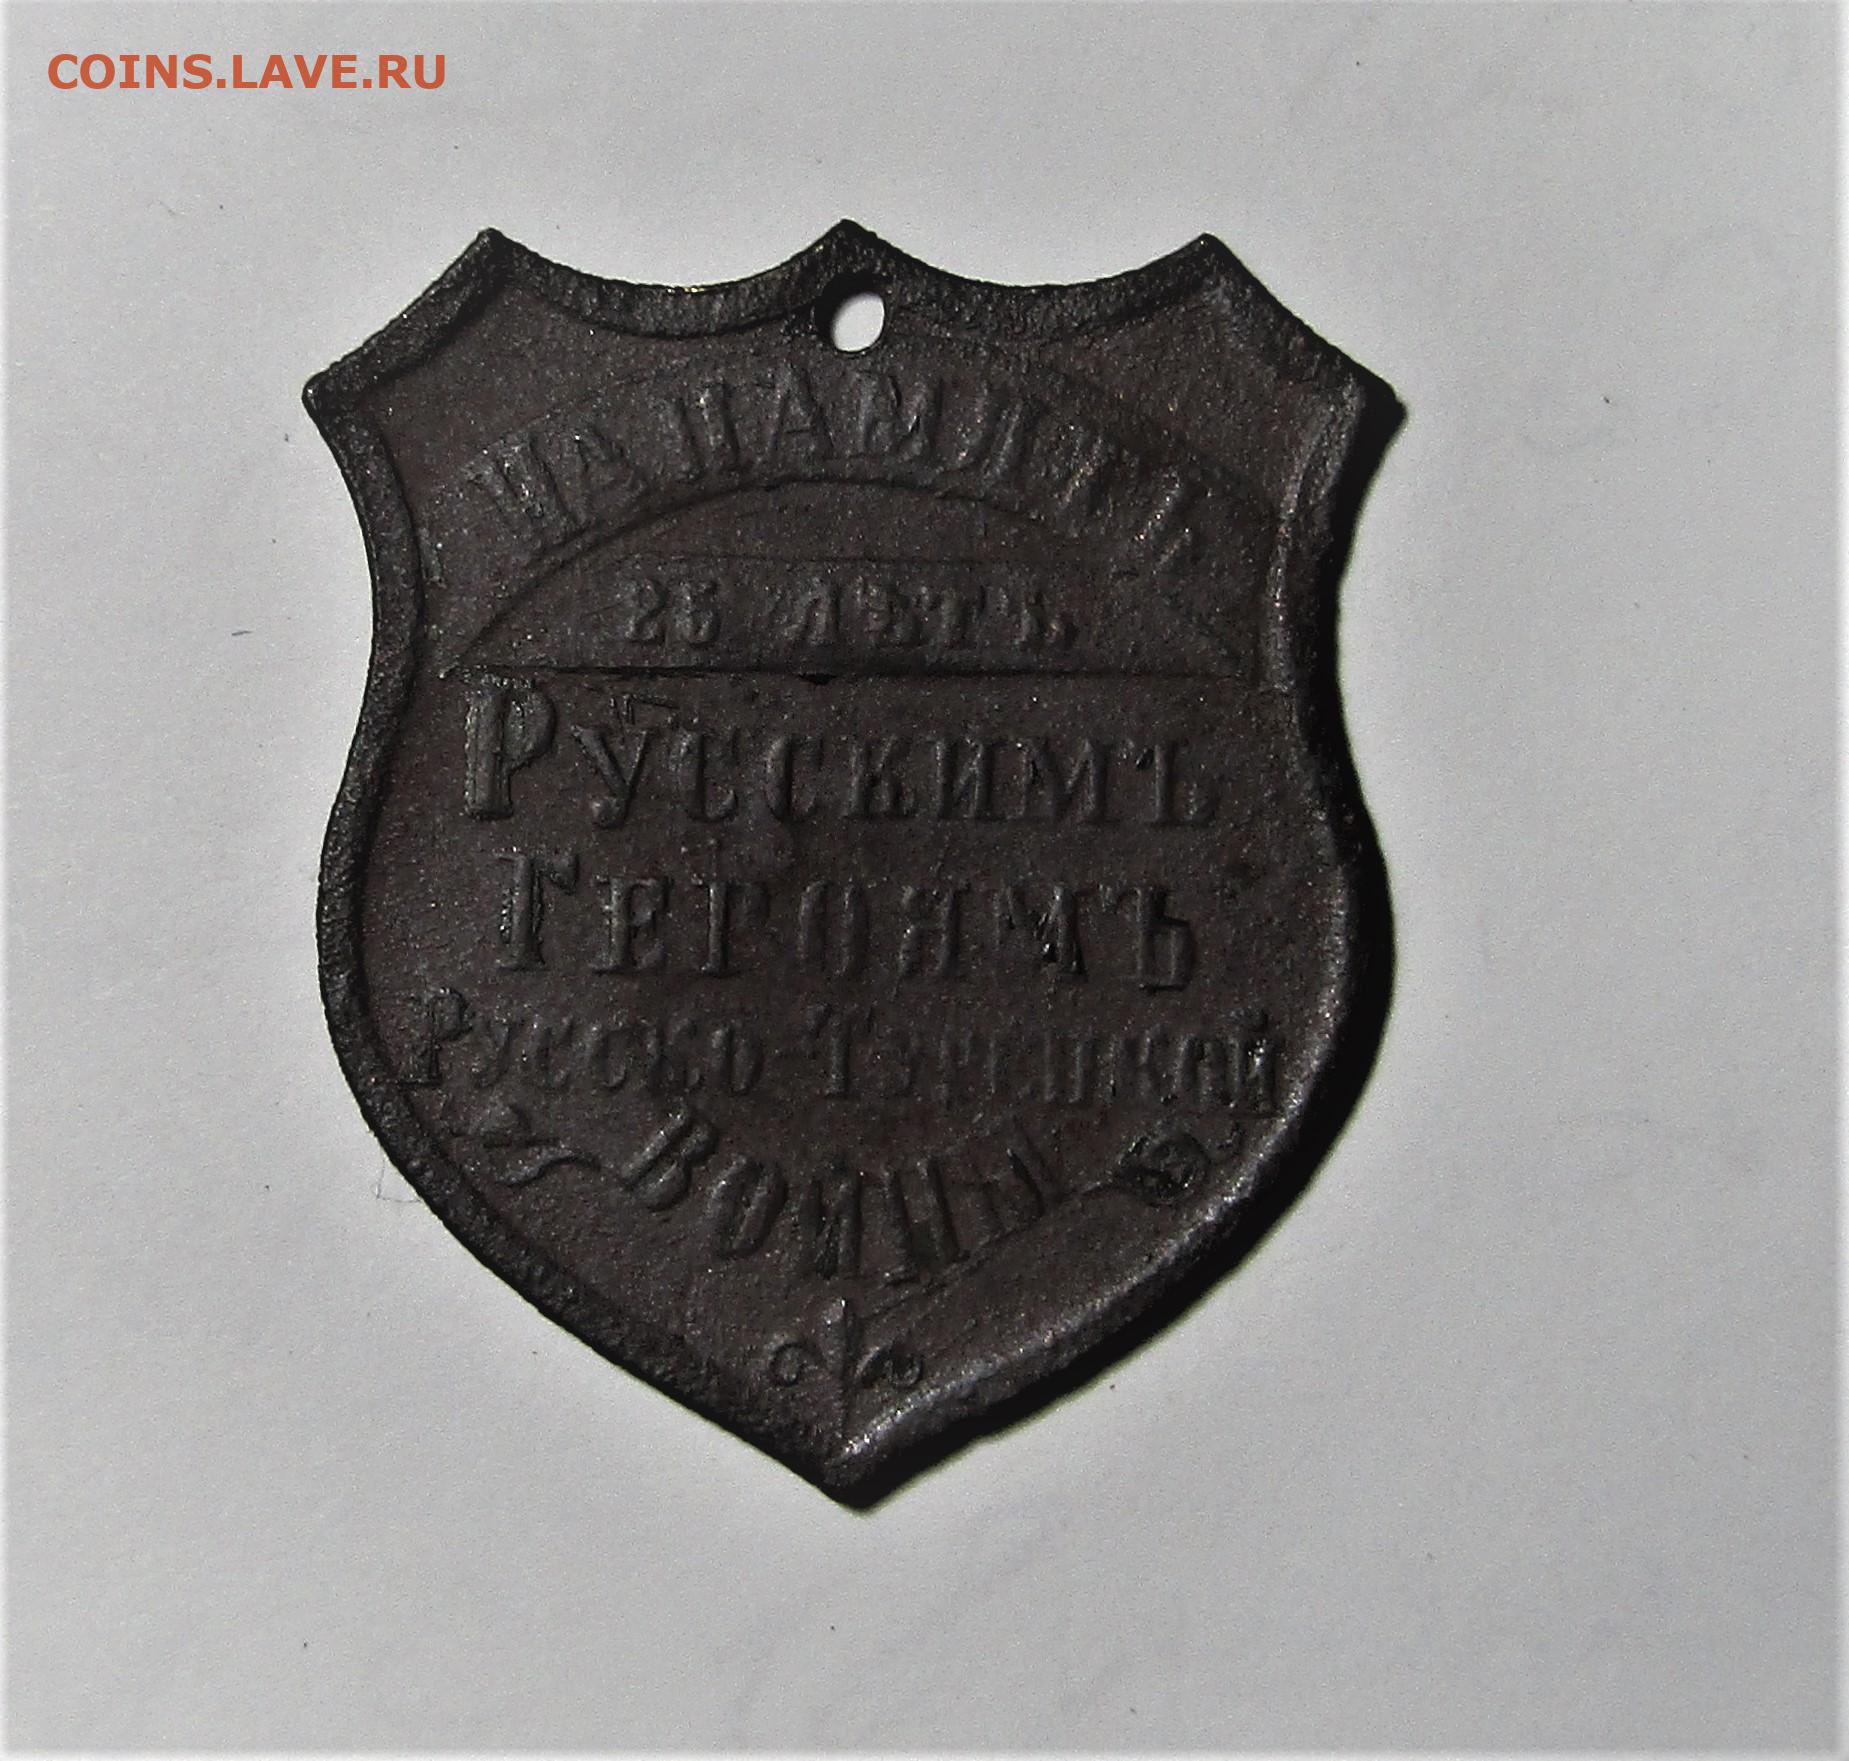 COINS.LAVE.RU
НА ПАМЯТЬ
25 ЛѢТЪ
РУССКИМЪ
ГЕРОЯМЪ
РУССКО-ТУРЕЦКОЙ
ВОЙНЫ